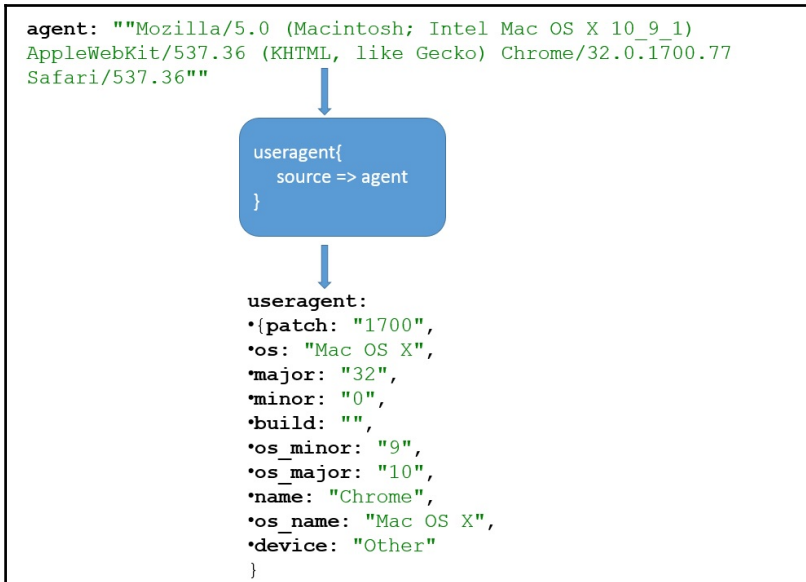 agent: ""Mozilla/5.0 (Macintosh; Intel Mac OS X 10_9_1)
AppleWebKit/537.36 (KHTML, like Gecko) Chrome/32.0.1700.77
Safari/537.36""
useragent{
source => agent
}
useragent:
•{patch: "1700",
•os: "Mac OS X",
•major: "32",
•minor: "0",
•build: "",
•os_minor: "9",
•os_major: "10",
•name: "Chrome",
•os_name: "Mac OS X",
•device: "Other"
}